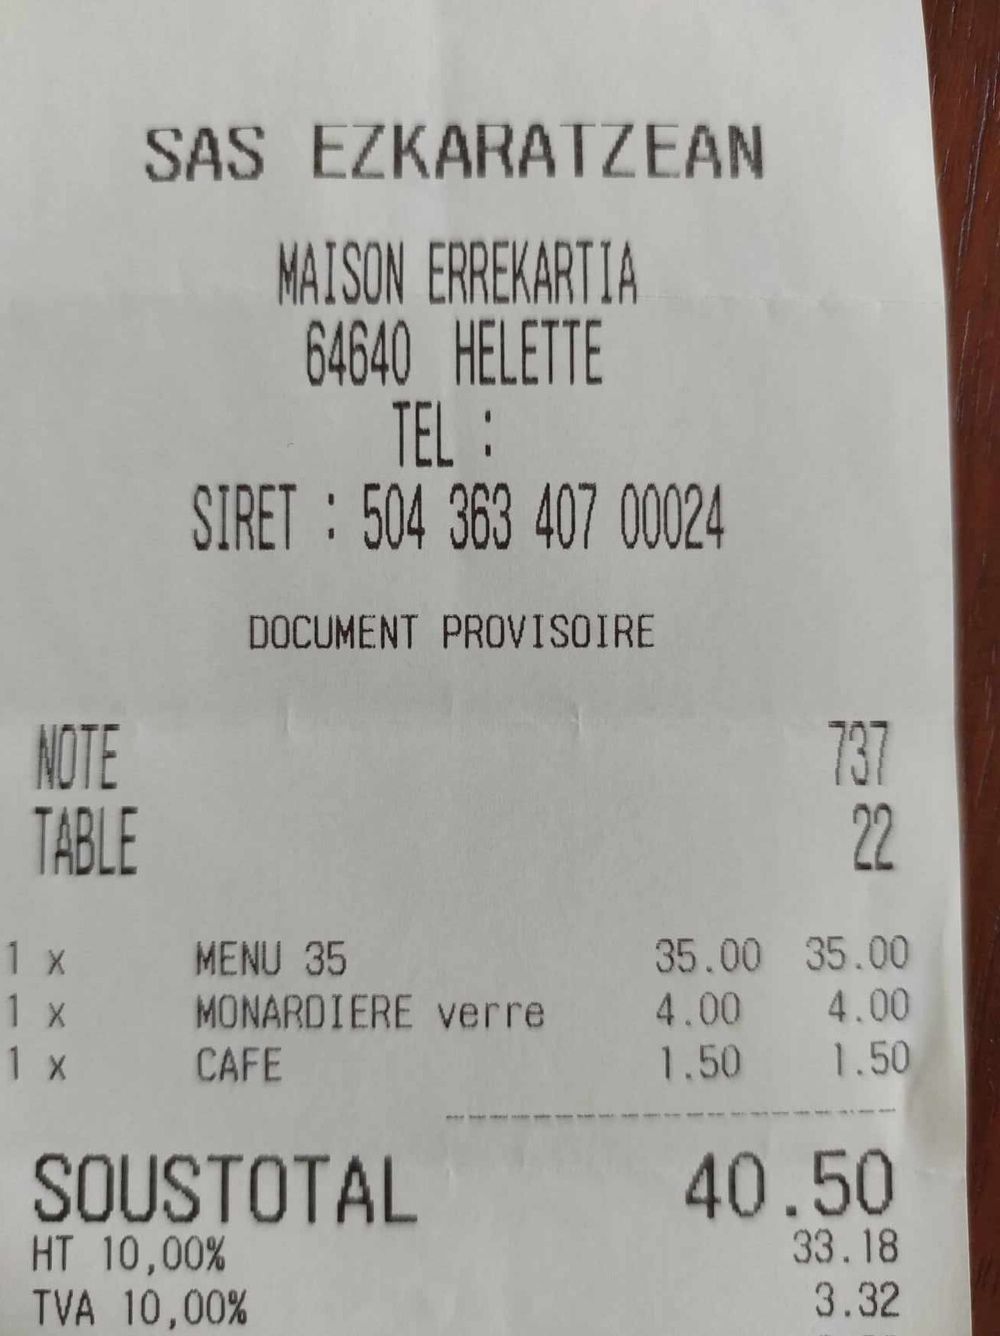 SAS EZKARATZEAN
MAISON ERREKARTIA
64640 HELETTE
TEL :
SIRET : 504 363 407 00024
DOCUMENT PROVISOIRE
NOTE 737
TABLE 22
1 x MENU 35 35.00 35.00
1 x MONARDIERE verre 4.00 4.00
1 x CAFE 1.50 1.50
SOUSTOTAL 40.50
HT 10,00% 33.18
TVA 10,00% 3.32